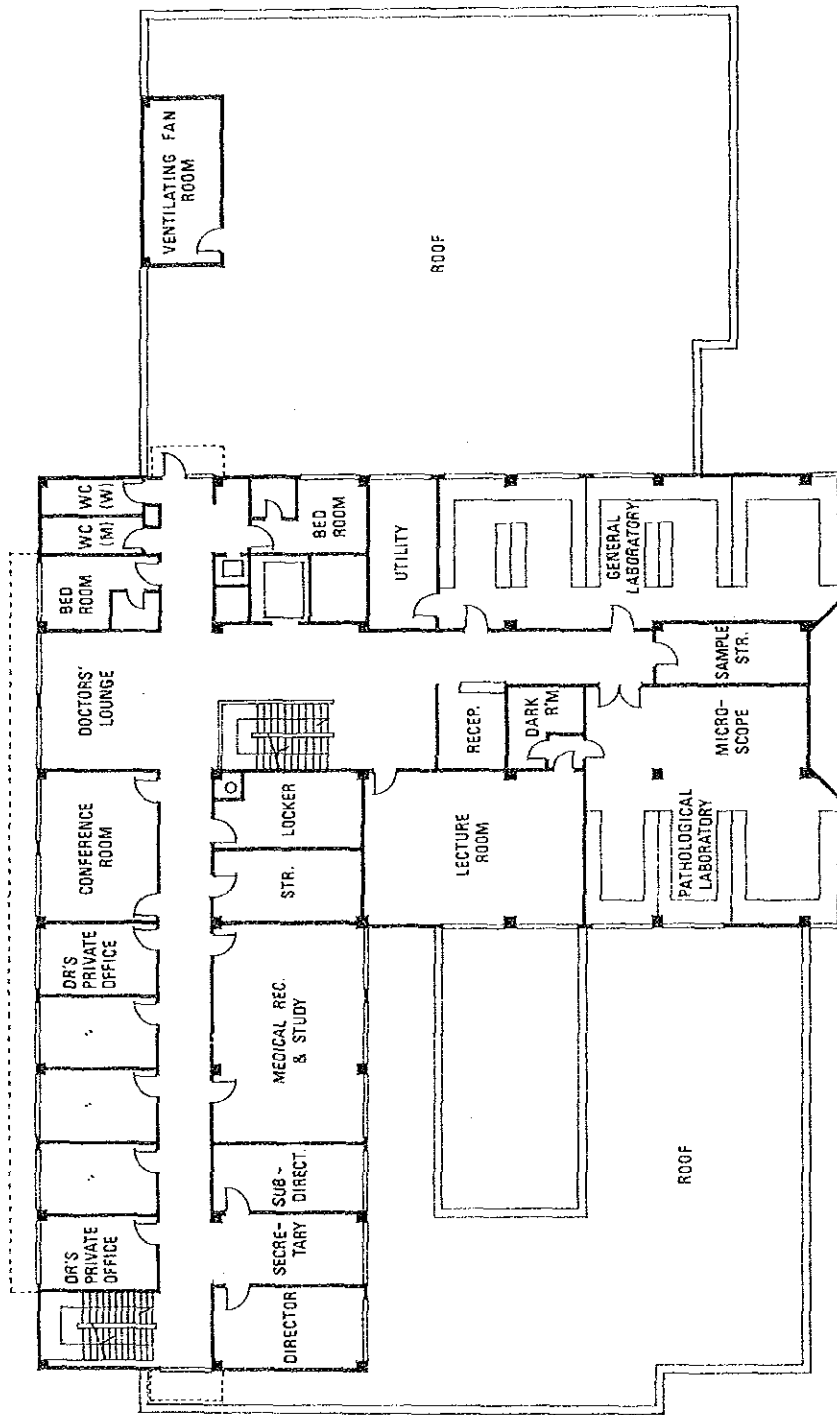 DR'S
PRIVATE
OFFICE
〃
〃
〃
DR'S
PRIVATE
OFFICE
CONFERENCE
ROOM
DOCTORS'
LOUNGE
BED
ROOM
WC
(M)
WC
(W)
VENTILATING FAN
ROOM
DIRECTOR
SECRE-
TARY
SUB-
DIRECT.
MEDICAL REC.
& STUDY
STR.
LOCKER
BED
ROOM
LECTURE
ROOM
RECEP.
UTILITY
DARK
R'M
ROOF
GENERAL
LABORATORY
SAMPLE
STR.
MICRO-
SCOPE
PATHOLOGICAL
LABORATORY
ROOF